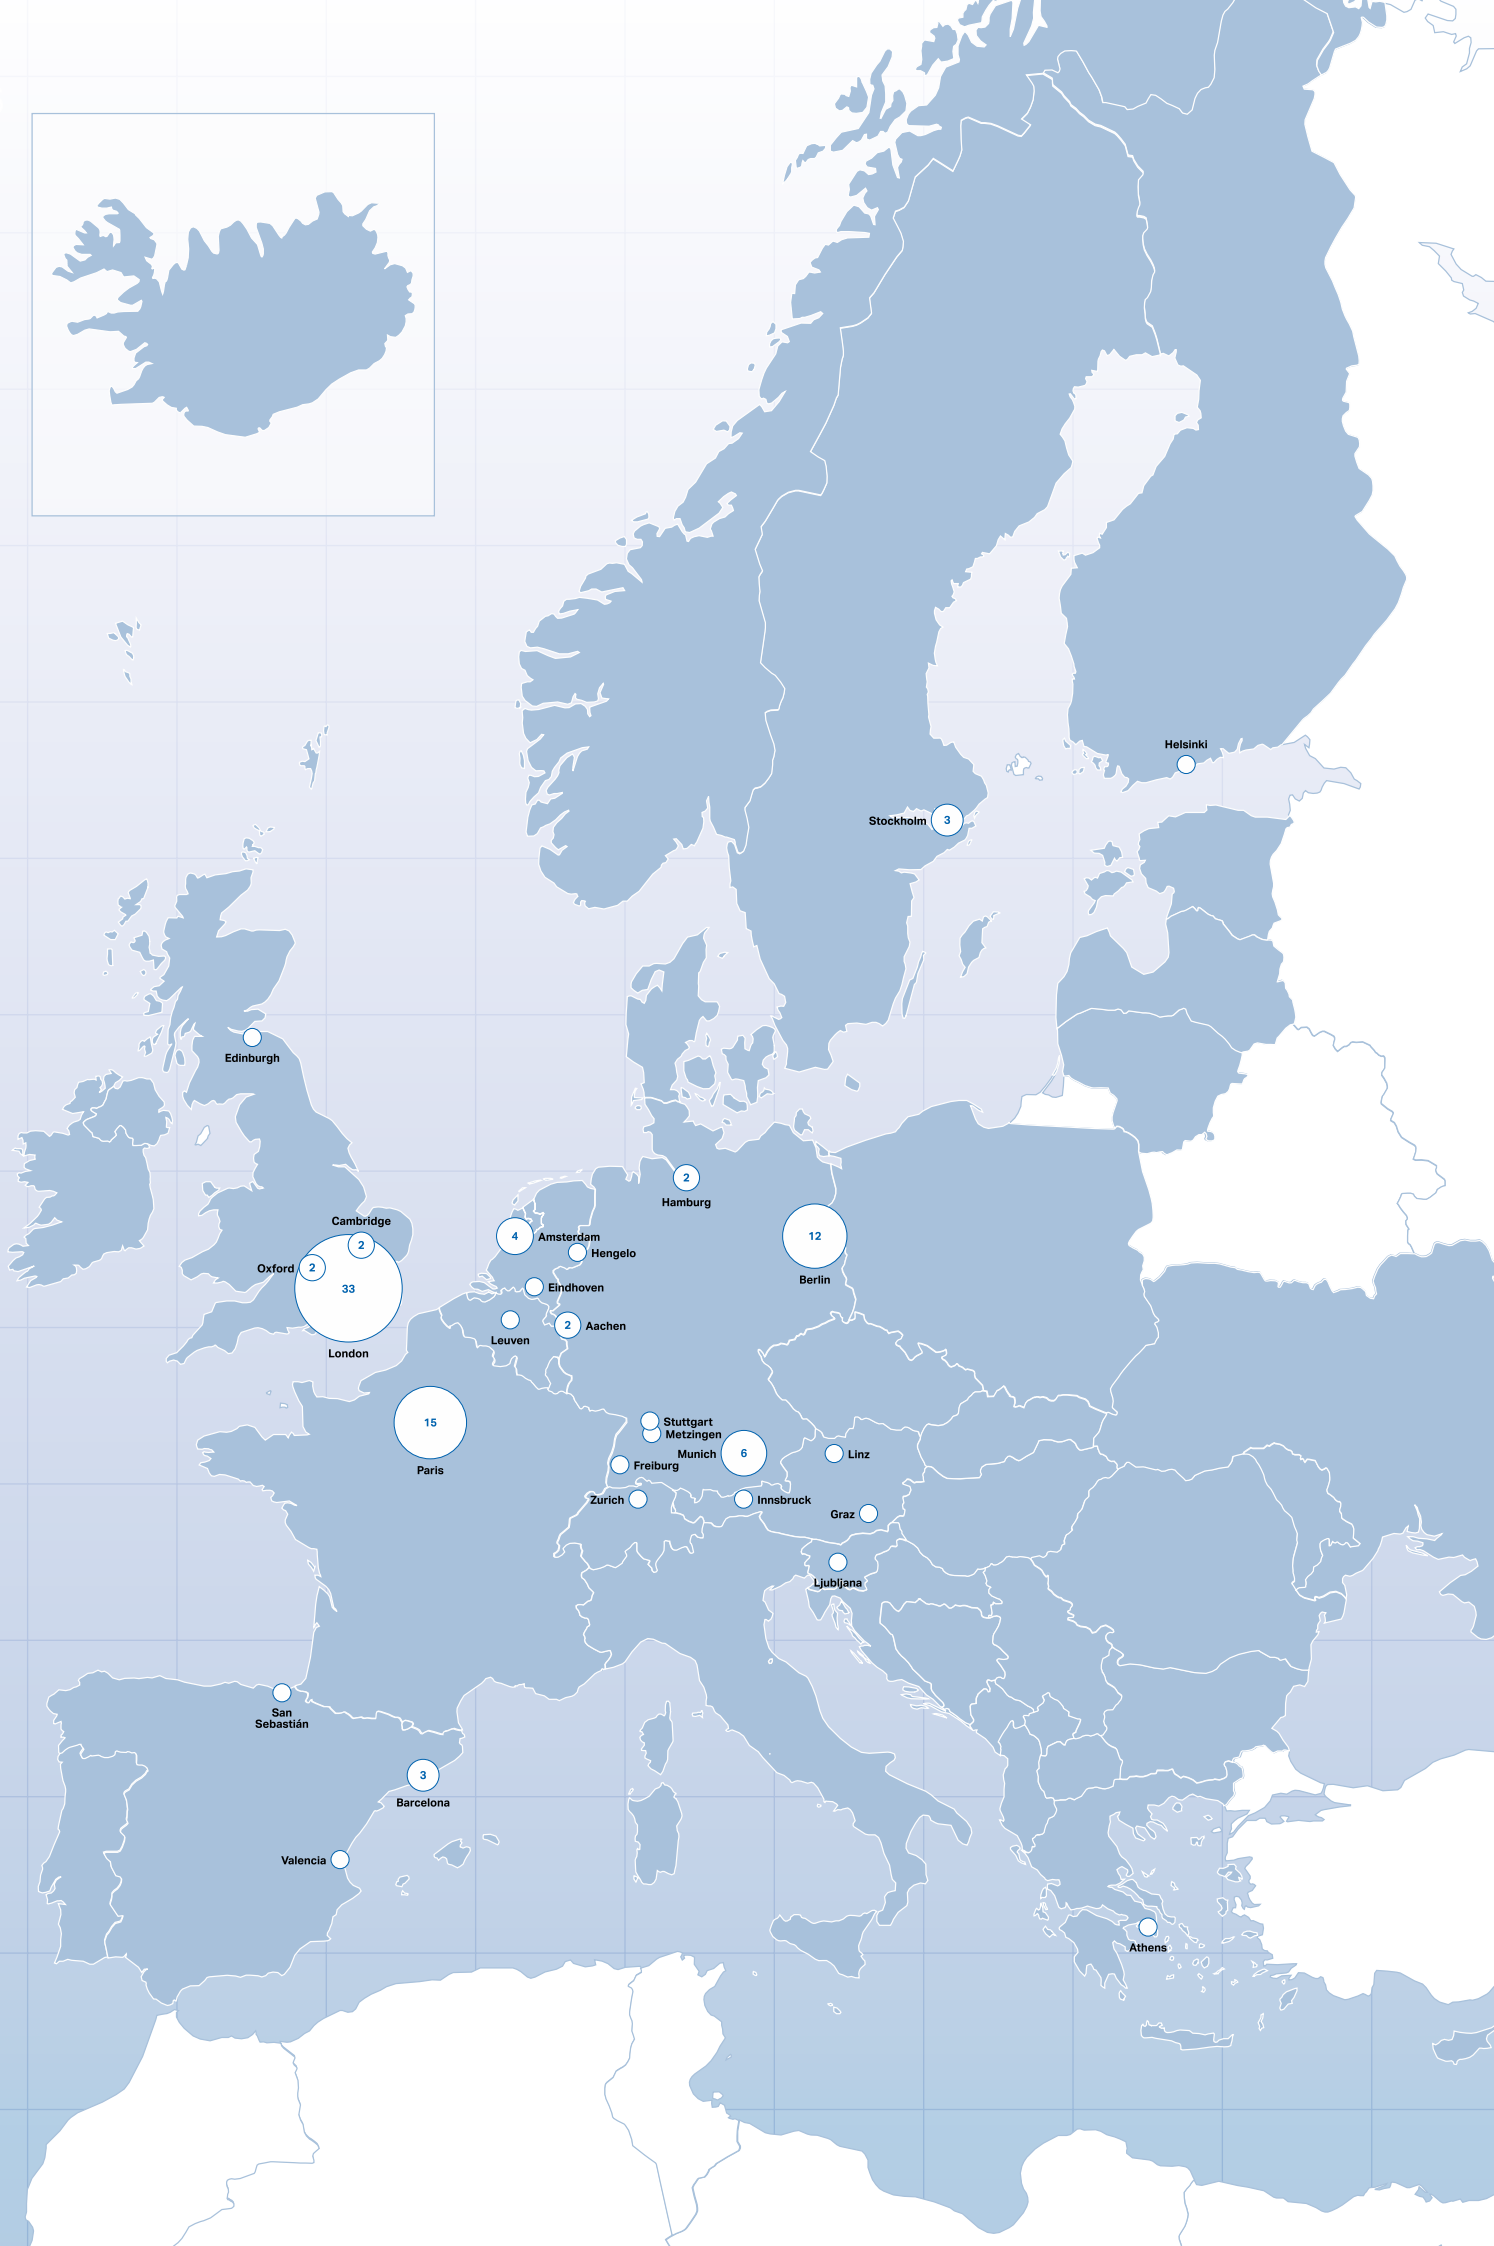 Helsinki
Stockholm
3
Edinburgh
2
Hamburg
Cambridge
2
4
Amsterdam
12
Berlin
Hengelo
Oxford
2
33
Eindhoven
London
Leuven
2
Aachen
15
Paris
Stuttgart
Metzingen
Munich
6
Linz
Freiburg
Zurich
Innsbruck
Graz
Ljubljana
San
Sebastián
3
Barcelona
Valencia
Athens